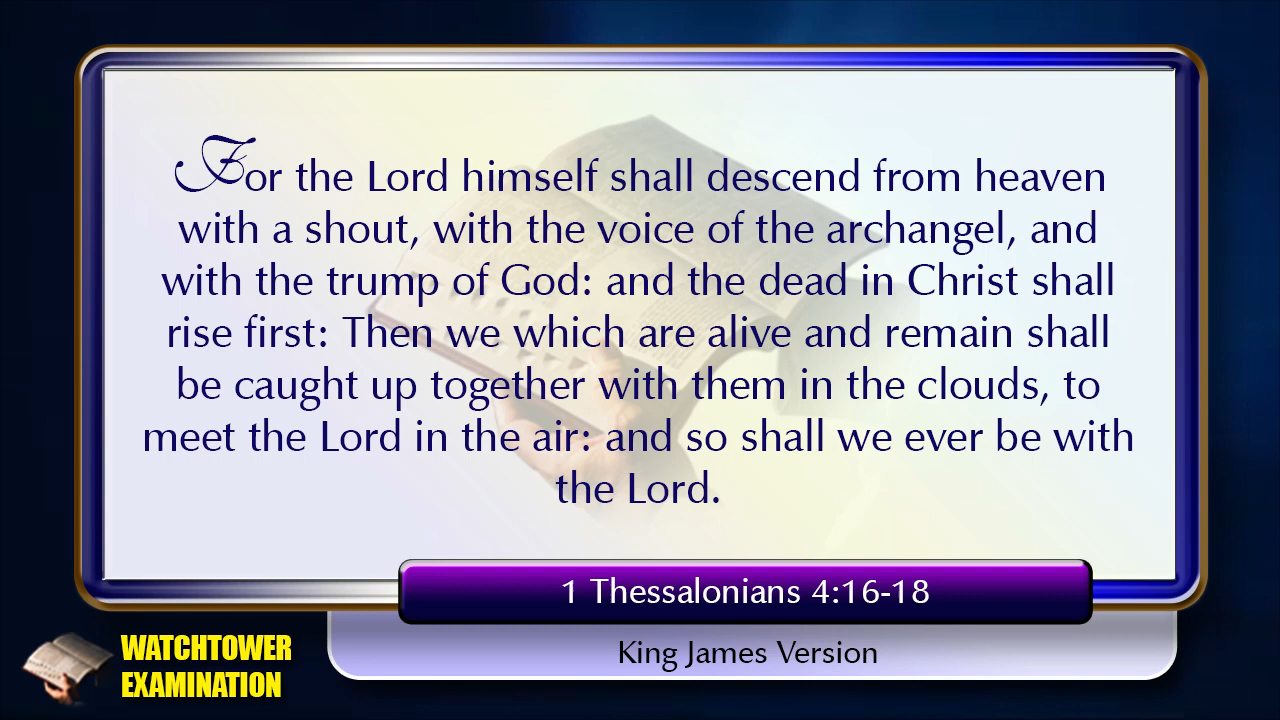 For the Lord himself shall descend from heaven
with a shout, with the voice of the archangel, and
with the trump of God: and the dead in Christ shall
rise first: Then we which are alive and remain shall
be caught up together with them in the clouds, to
meet the Lord in the air: and so shall we ever be with
the Lord.
1 Thessalonians 4:16-18
King James Version
WATCHTOWER
EXAMINATION